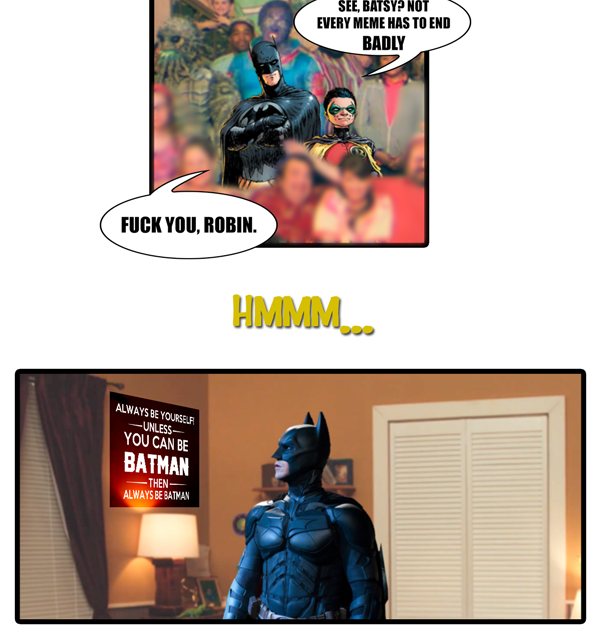 SEE, BATSY? NOT
EVERY MEME HAS TO END
BADLY
FUCK YOU, ROBIN.
HMMM...
ALWAYS BE YOURSELF!
UNLESS
YOU CAN BE
BATMAN
THEN
ALWAYS BE BATMAN